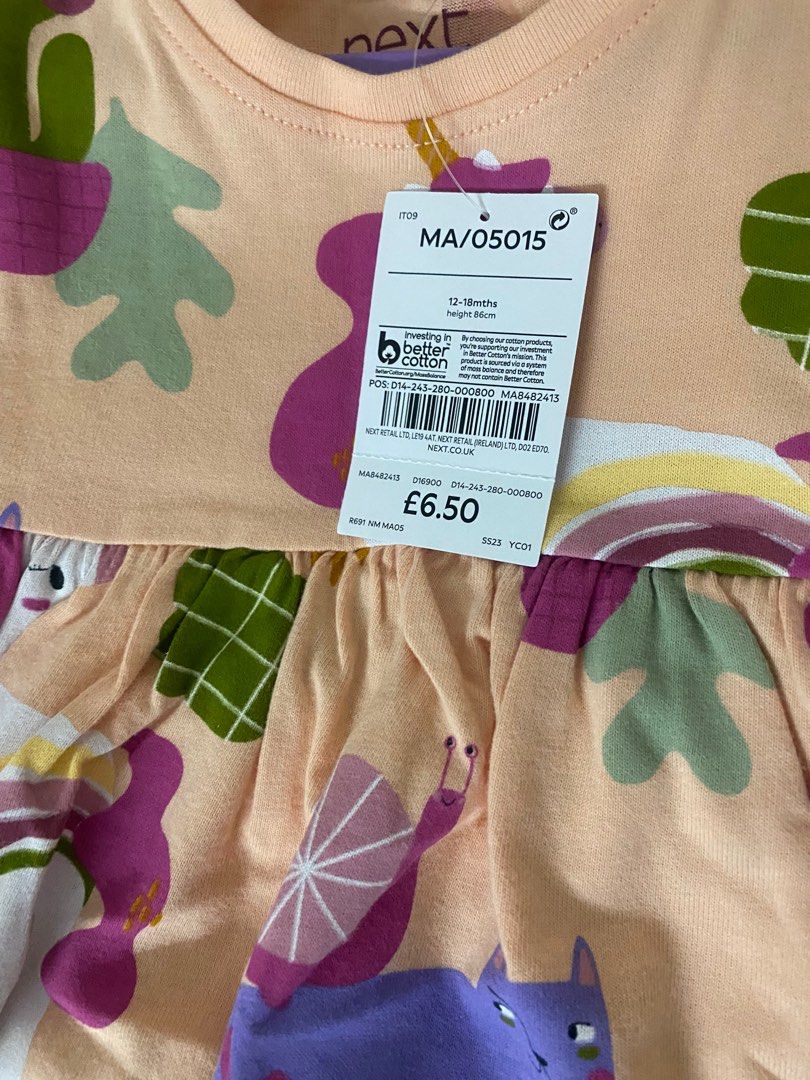 next
IT09
MA/05015
12-18mths
height 86cm
investing in
better
cotton
BetterCotton.org/MassBalance
By choosing our cotton products,
you're supporting our investment
in Better Cotton's mission. This
product is sourced via a system
of mass balance and therefore
may not contain Better Cotton.
POS: D14-243-280-000800 MA8482413
NEXT RETAIL LTD, LE19 4AT. NEXT RETAIL (IRELAND) LTD, D02 ED70.
NEXT.CO.UK
MA8482413 D16900 D14-243-280-000800
£6.50
R691 NM MA05
SS23 YC01